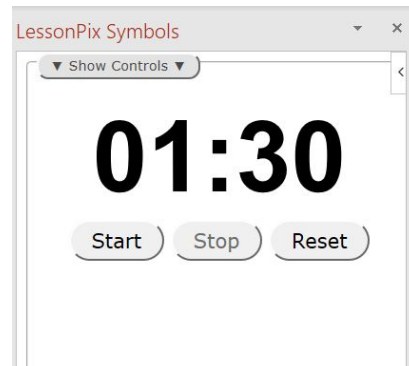 LessonPix Symbols
▼ Show Controls ▼
01:30
Start Stop Reset